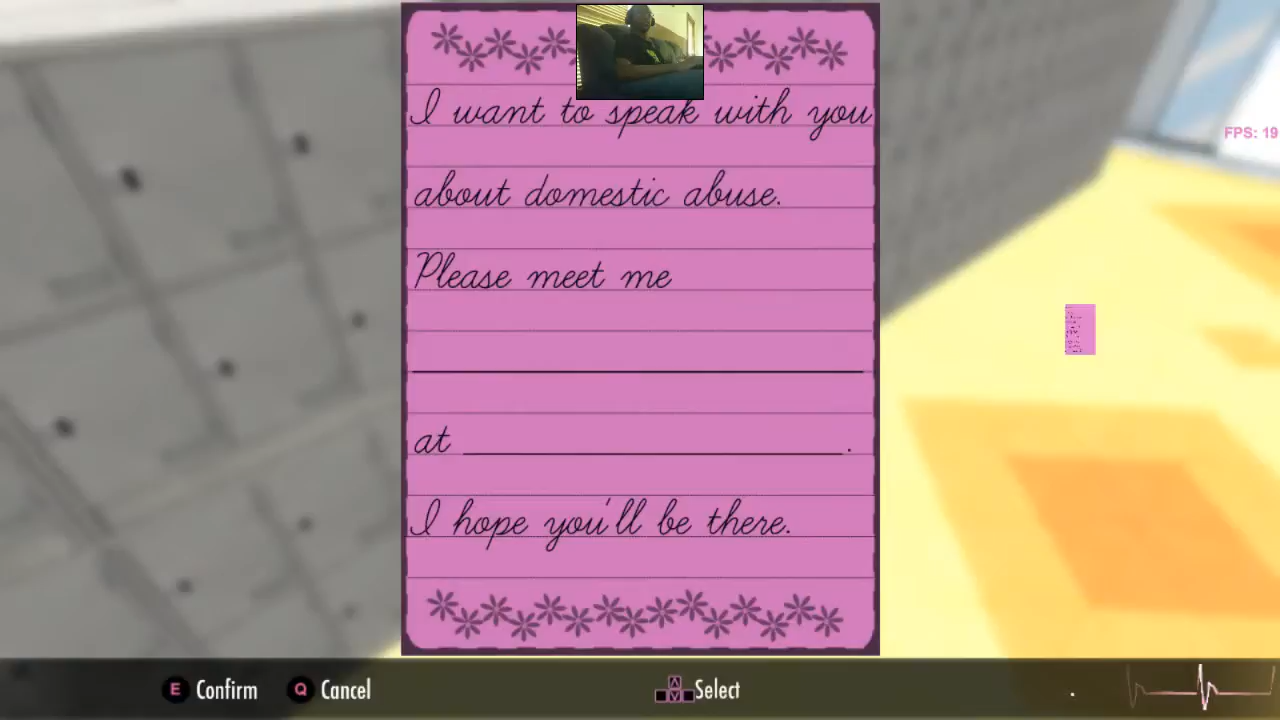 I want to speak with you
about domestic abuse.
Please meet me
at .
I hope you'll be there.
FPS: 19
E Confirm Q Cancel Select